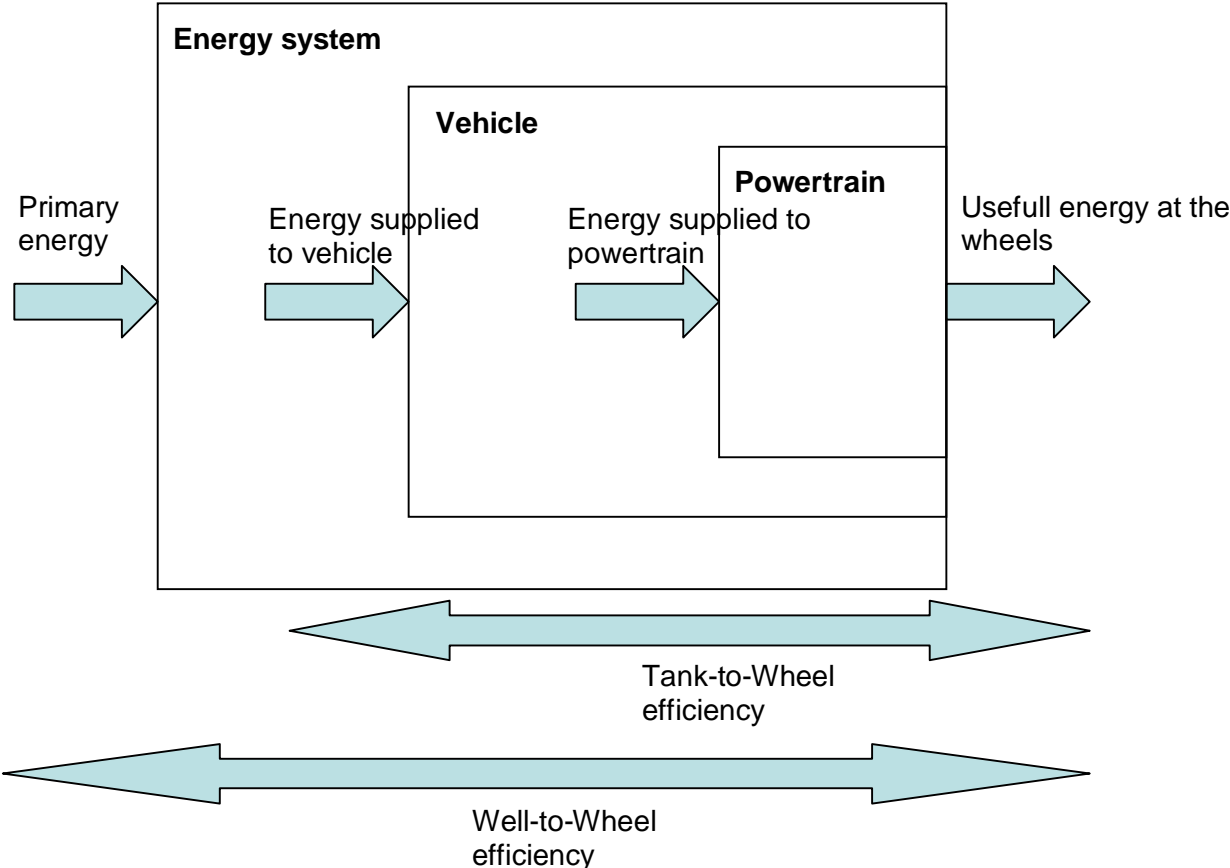 Energy system
Vehicle
Powertrain
Primary
energy
Energy supplied
to vehicle
Energy supplied to
powertrain
Usefull energy at the
wheels
Tank-to-Wheel
efficiency
Well-to-Wheel
efficiency